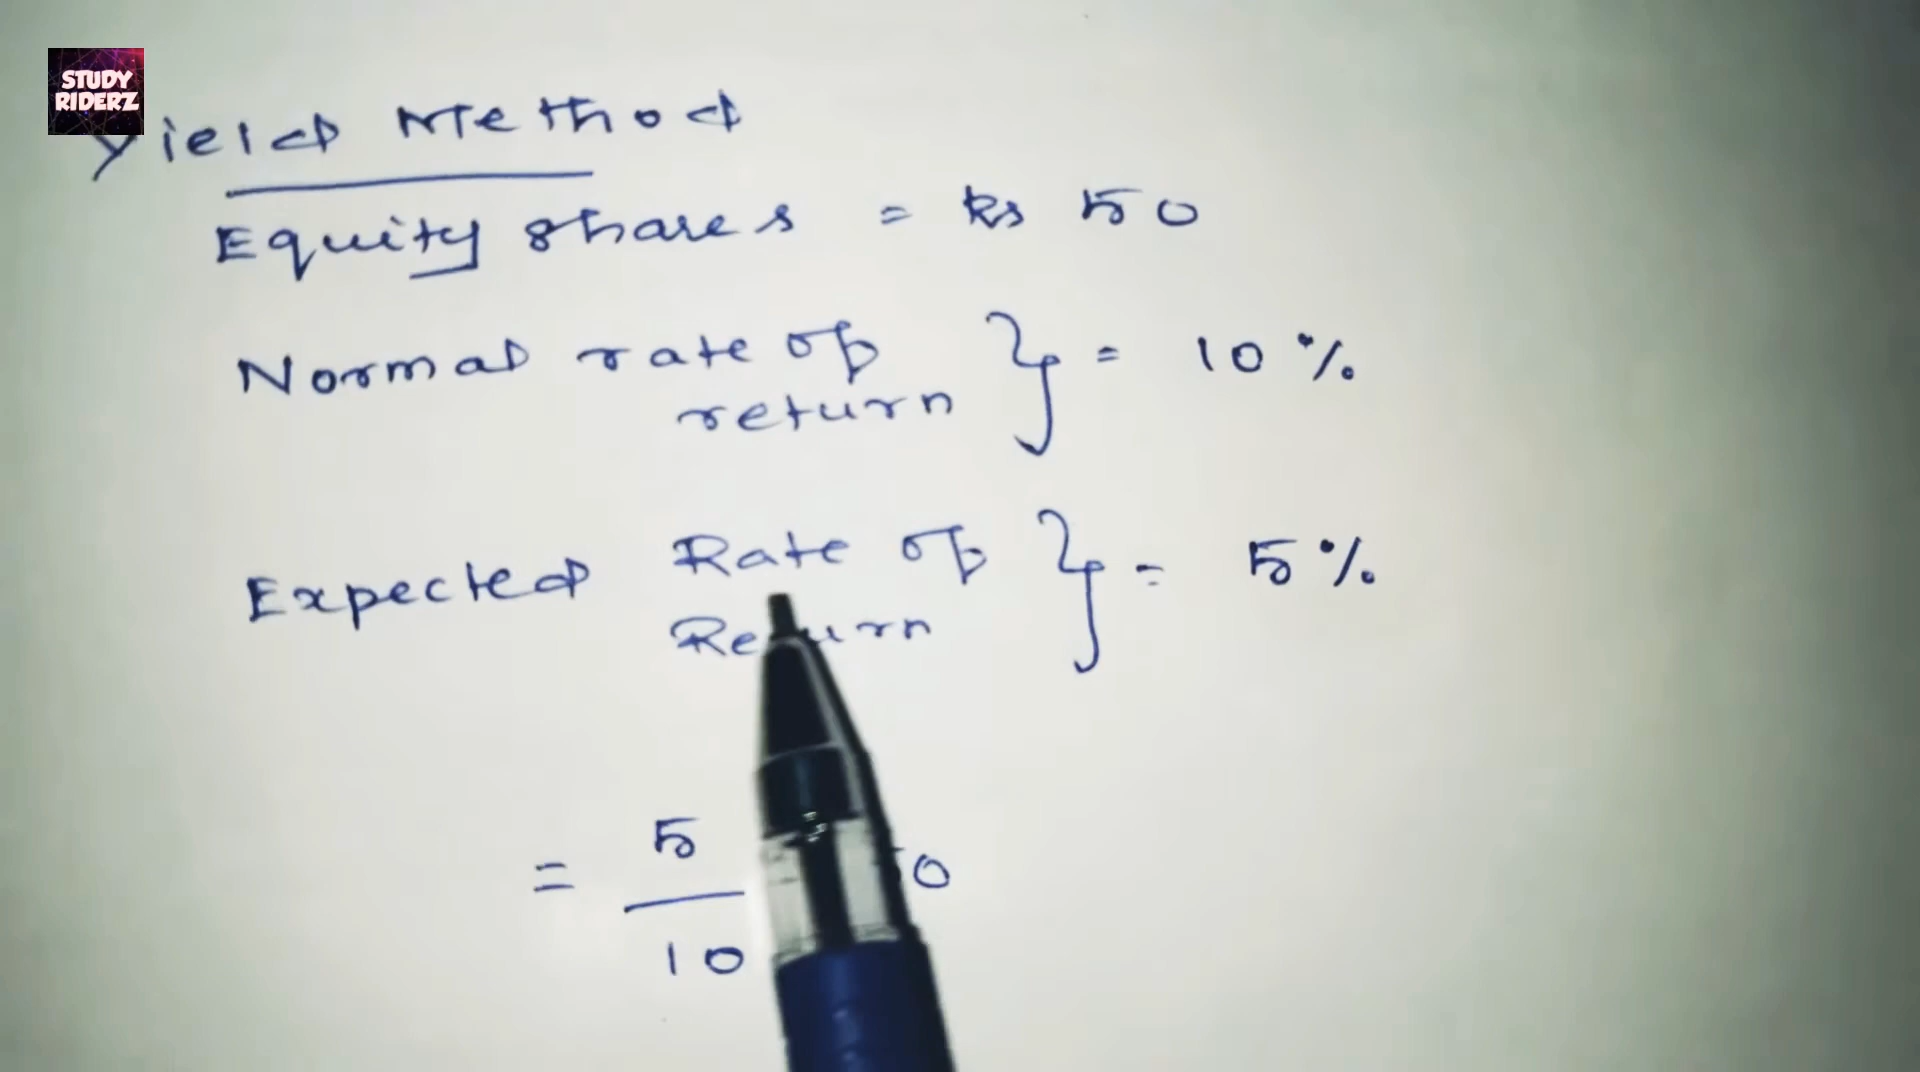 STUDY
RIDERZ
Yield Method
Equity shares = Rs 50
Normal rate of
return } = 10 %
Expected Rate of
Return } = 5 %
= 5
10